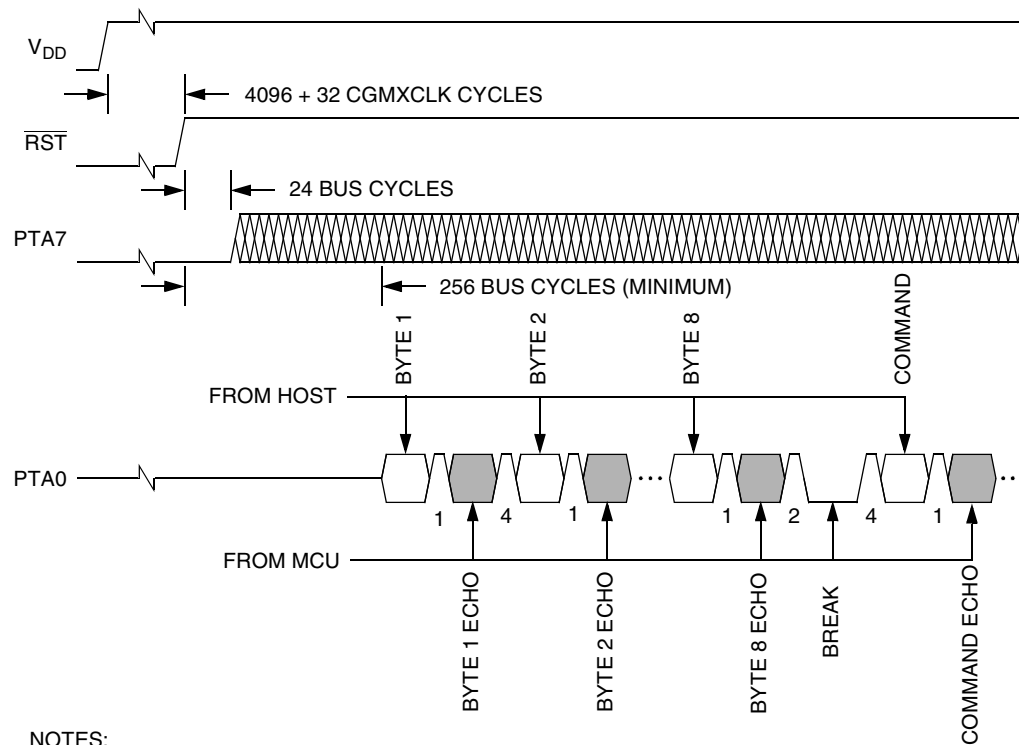 VDD
4096 + 32 CGMXCLK CYCLES
RST
24 BUS CYCLES
PTA7
256 BUS CYCLES (MINIMUM)
BYTE 1
BYTE 2
BYTE 8
COMMAND
FROM HOST
PTA0
1
4
1
1
2
4
1
FROM MCU
BYTE 1 ECHO
BYTE 2 ECHO
BYTE 8 ECHO
BREAK
COMMAND ECHO
NOTES: